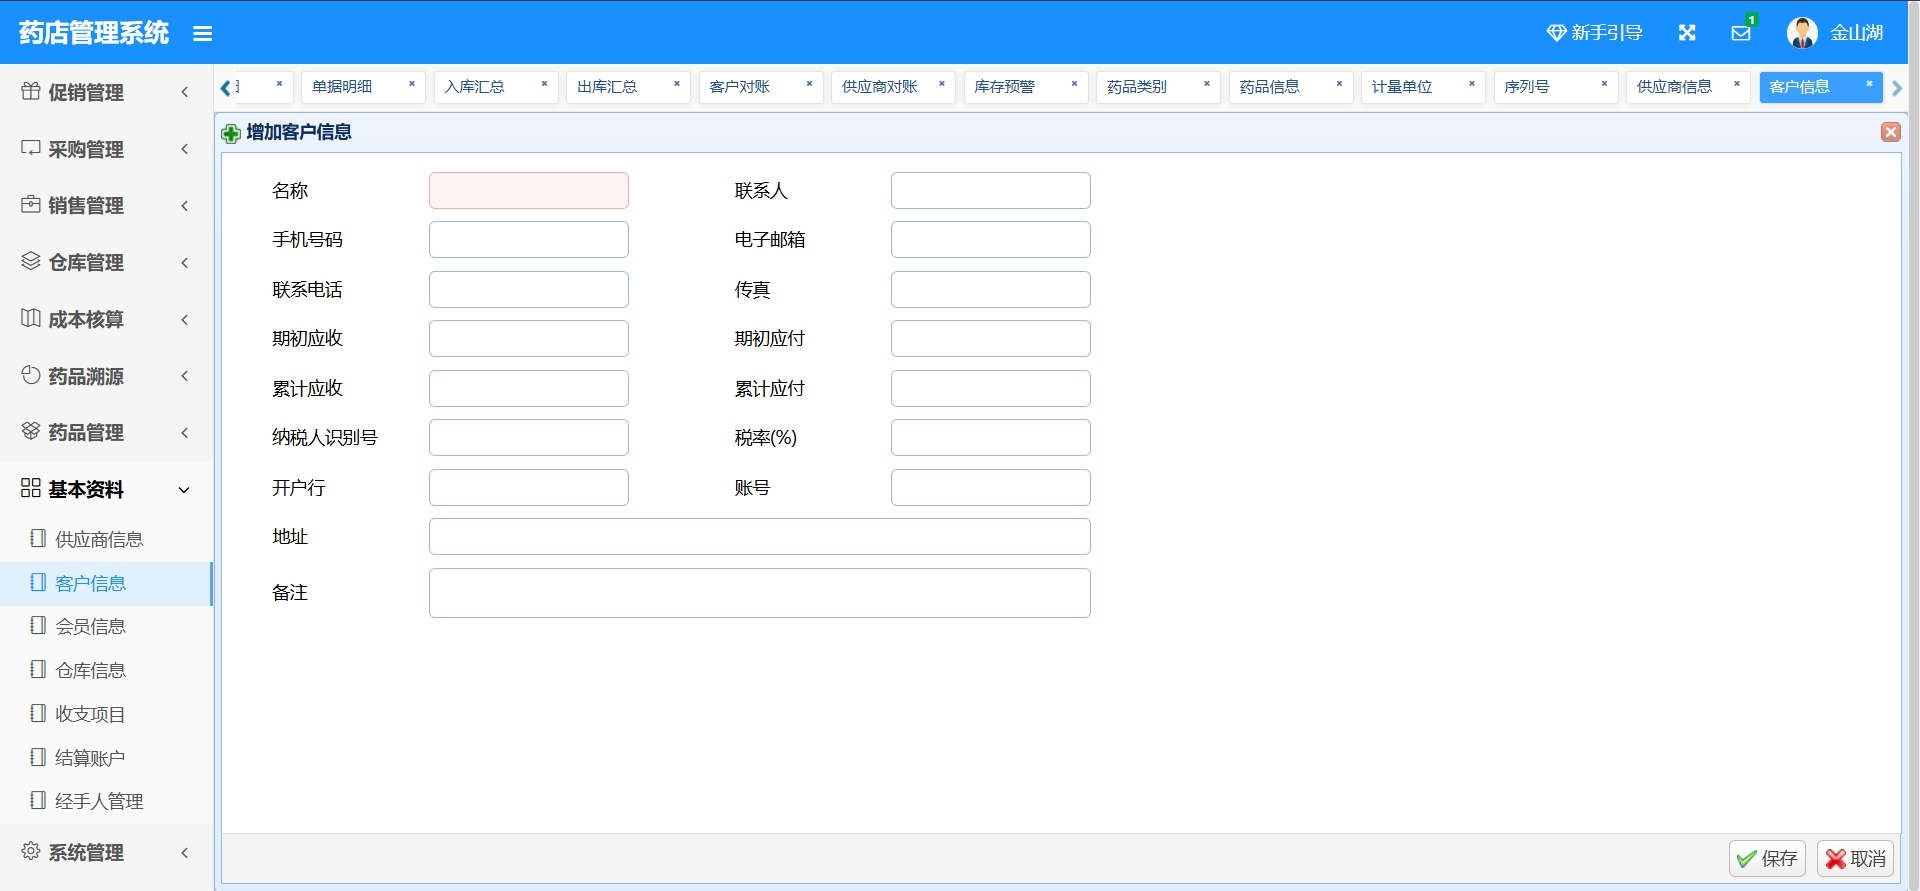 药店管理系统
新手引导
1
金山湖
促销管理
采购管理
销售管理
仓库管理
成本核算
药品溯源
药品管理
基本资料
供应商信息
客户信息
会员信息
仓库信息
收支项目
结算账户
经手人管理
系统管理
单据明细
入库汇总
出库汇总
客户对账
供应商对账
库存预警
药品类别
药品信息
计量单位
序列号
供应商信息
客户信息
增加客户信息
名称
联系人
手机号码
电子邮箱
联系电话
传真
期初应收
期初应付
累计应收
累计应付
纳税人识别号
税率(%)
开户行
账号
地址
备注
保存
取消